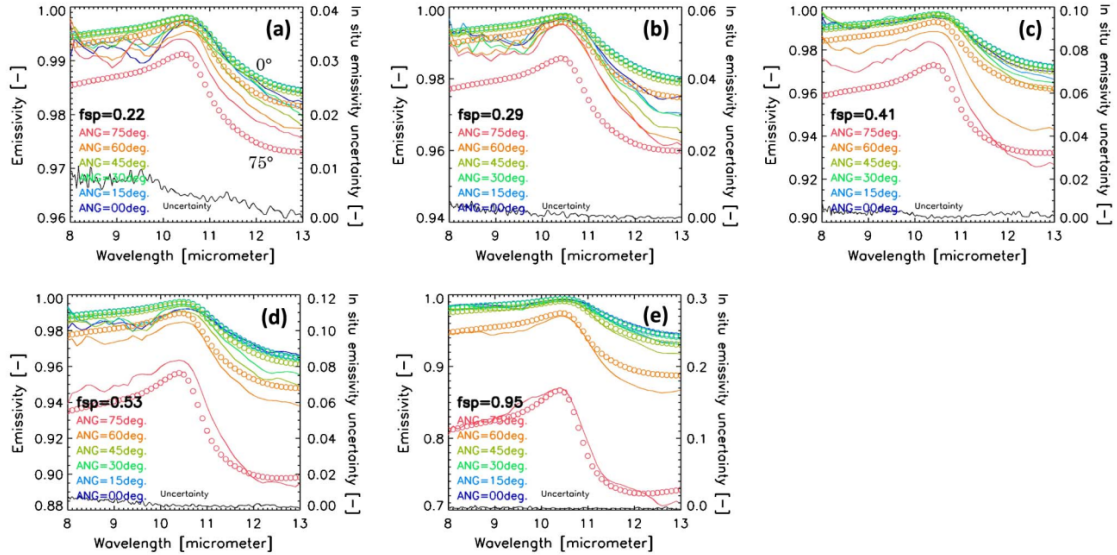 (a)
Emissivity [-]
1.00
0.99
0.98
0.97
0.96
0°
75°
fsp=0.22
ANG=75deg.
ANG=60deg.
ANG=45deg.
ANG=30deg.
ANG=15deg.
ANG=00deg.
Uncertainty
0.04
0.03
0.02
0.01
0.00
In situ emissivity uncertainty [-]
8 9 10 11 12 13
Wavelength [micrometer]
(b)
Emissivity [-]
1.00
0.98
0.96
0.94
fsp=0.29
ANG=75deg.
ANG=60deg.
ANG=45deg.
ANG=30deg.
ANG=15deg.
ANG=00deg.
Uncertainty
0.06
0.04
0.02
0.00
In situ emissivity uncertainty [-]
8 9 10 11 12 13
Wavelength [micrometer]
(c)
Emissivity [-]
1.00
0.98
0.96
0.94
0.92
0.90
fsp=0.41
ANG=75deg.
ANG=60deg.
ANG=45deg.
ANG=30deg.
ANG=15deg.
ANG=00deg.
Uncertainty
0.10
0.08
0.06
0.04
0.02
0.00
In situ emissivity uncertainty [-]
8 9 10 11 12 13
Wavelength [micrometer]
(d)
Emissivity [-]
1.00
0.98
0.96
0.94
0.92
0.90
0.88
fsp=0.53
ANG=75deg.
ANG=60deg.
ANG=45deg.
ANG=30deg.
ANG=15deg.
ANG=00deg.
Uncertainty
0.12
0.10
0.08
0.06
0.04
0.02
0.00
In situ emissivity uncertainty [-]
8 9 10 11 12 13
Wavelength [micrometer]
(e)
Emissivity [-]
1.0
0.9
0.8
0.7
fsp=0.95
ANG=75deg.
ANG=60deg.
ANG=45deg.
ANG=30deg.
ANG=15deg.
ANG=00deg.
Uncertainty
0.3
0.2
0.1
0.0
In situ emissivity uncertainty [-]
8 9 10 11 12 13
Wavelength [micrometer]